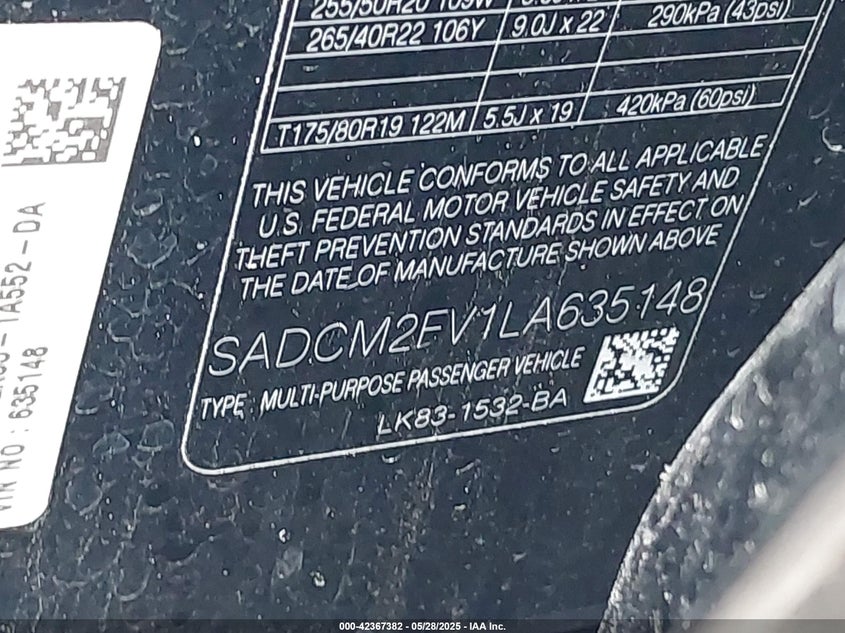 255/50R20 109W
265/40R22 106Y 9.0J x 22 290kPa (43psi)
T175/80R19 122M 5.5J x 19 420kPa (60psi)
THIS VEHICLE CONFORMS TO ALL APPLICABLE
U.S. FEDERAL MOTOR VEHICLE SAFETY AND
THEFT PREVENTION STANDARDS IN EFFECT ON
THE DATE OF MANUFACTURE SHOWN ABOVE
SADCM2FV1LA635148
TYPE : MULTI-PURPOSE PASSENGER VEHICLE
LK83-1532-BA
1A552-DA
VIN NO : 635148
000-42367382 - 05/28/2025 - IAA Inc.